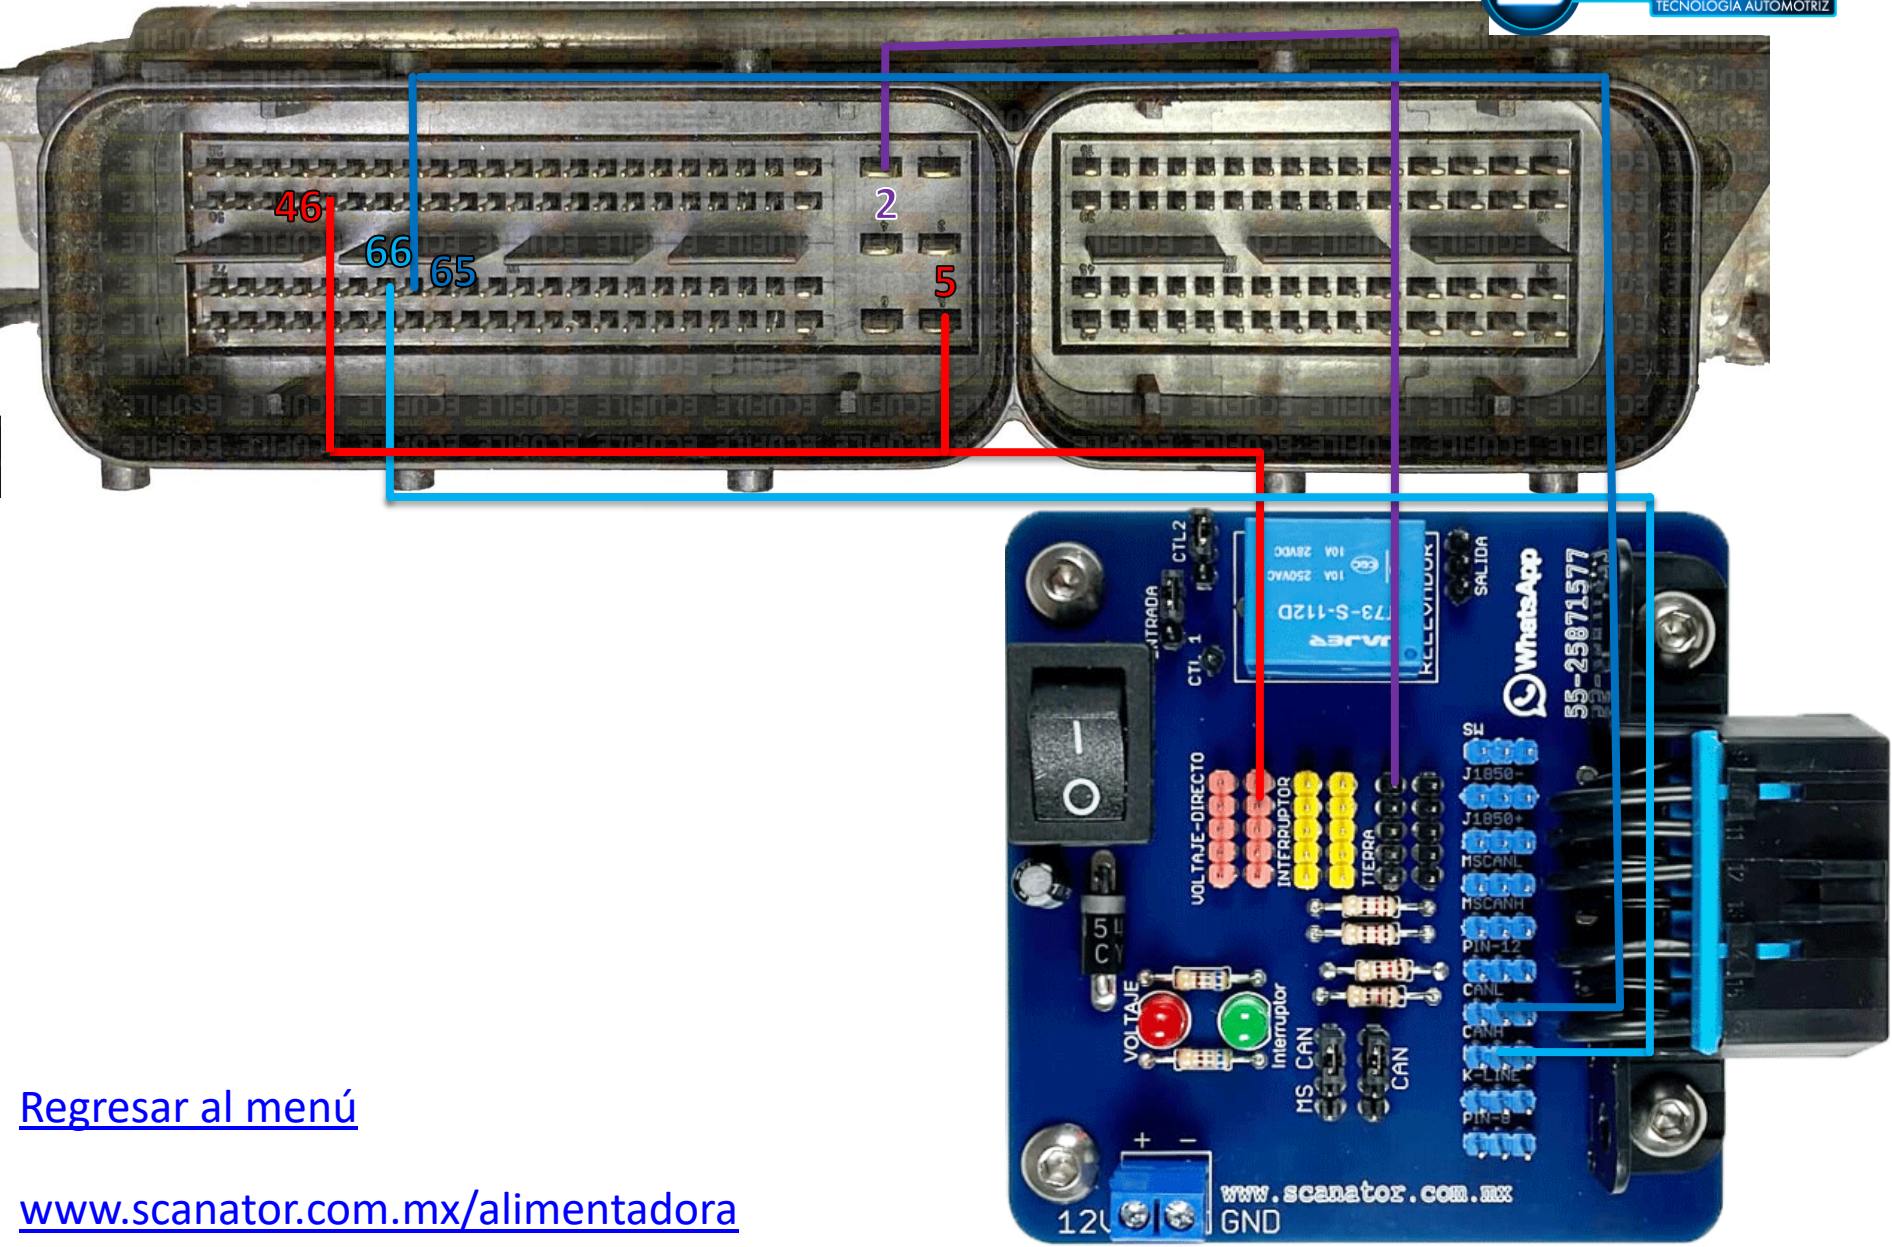 TECNOLOGÍA AUTOMOTRIZ
2
46
66
65
5
CTL2
ENTRADA
CTL 1
10A 28VDC
10A 250VAC
T73-S-112D
RELEVADOR
SALIDA
WhatsApp
55-25871577
VOLTAJE-DIRECTO
INTERRUPTOR
TIERRA
SW
J1850-
J1850+
MSCANL
MSCANH
PIN-12
CANL
CANH
K-LINE
PIN-8
VOLTAJE
Interruptor
MS CAN
CAN
+ -
12V
GND
www.scanator.com.mx
Regresar al menú
www.scanator.com.mx/alimentadora